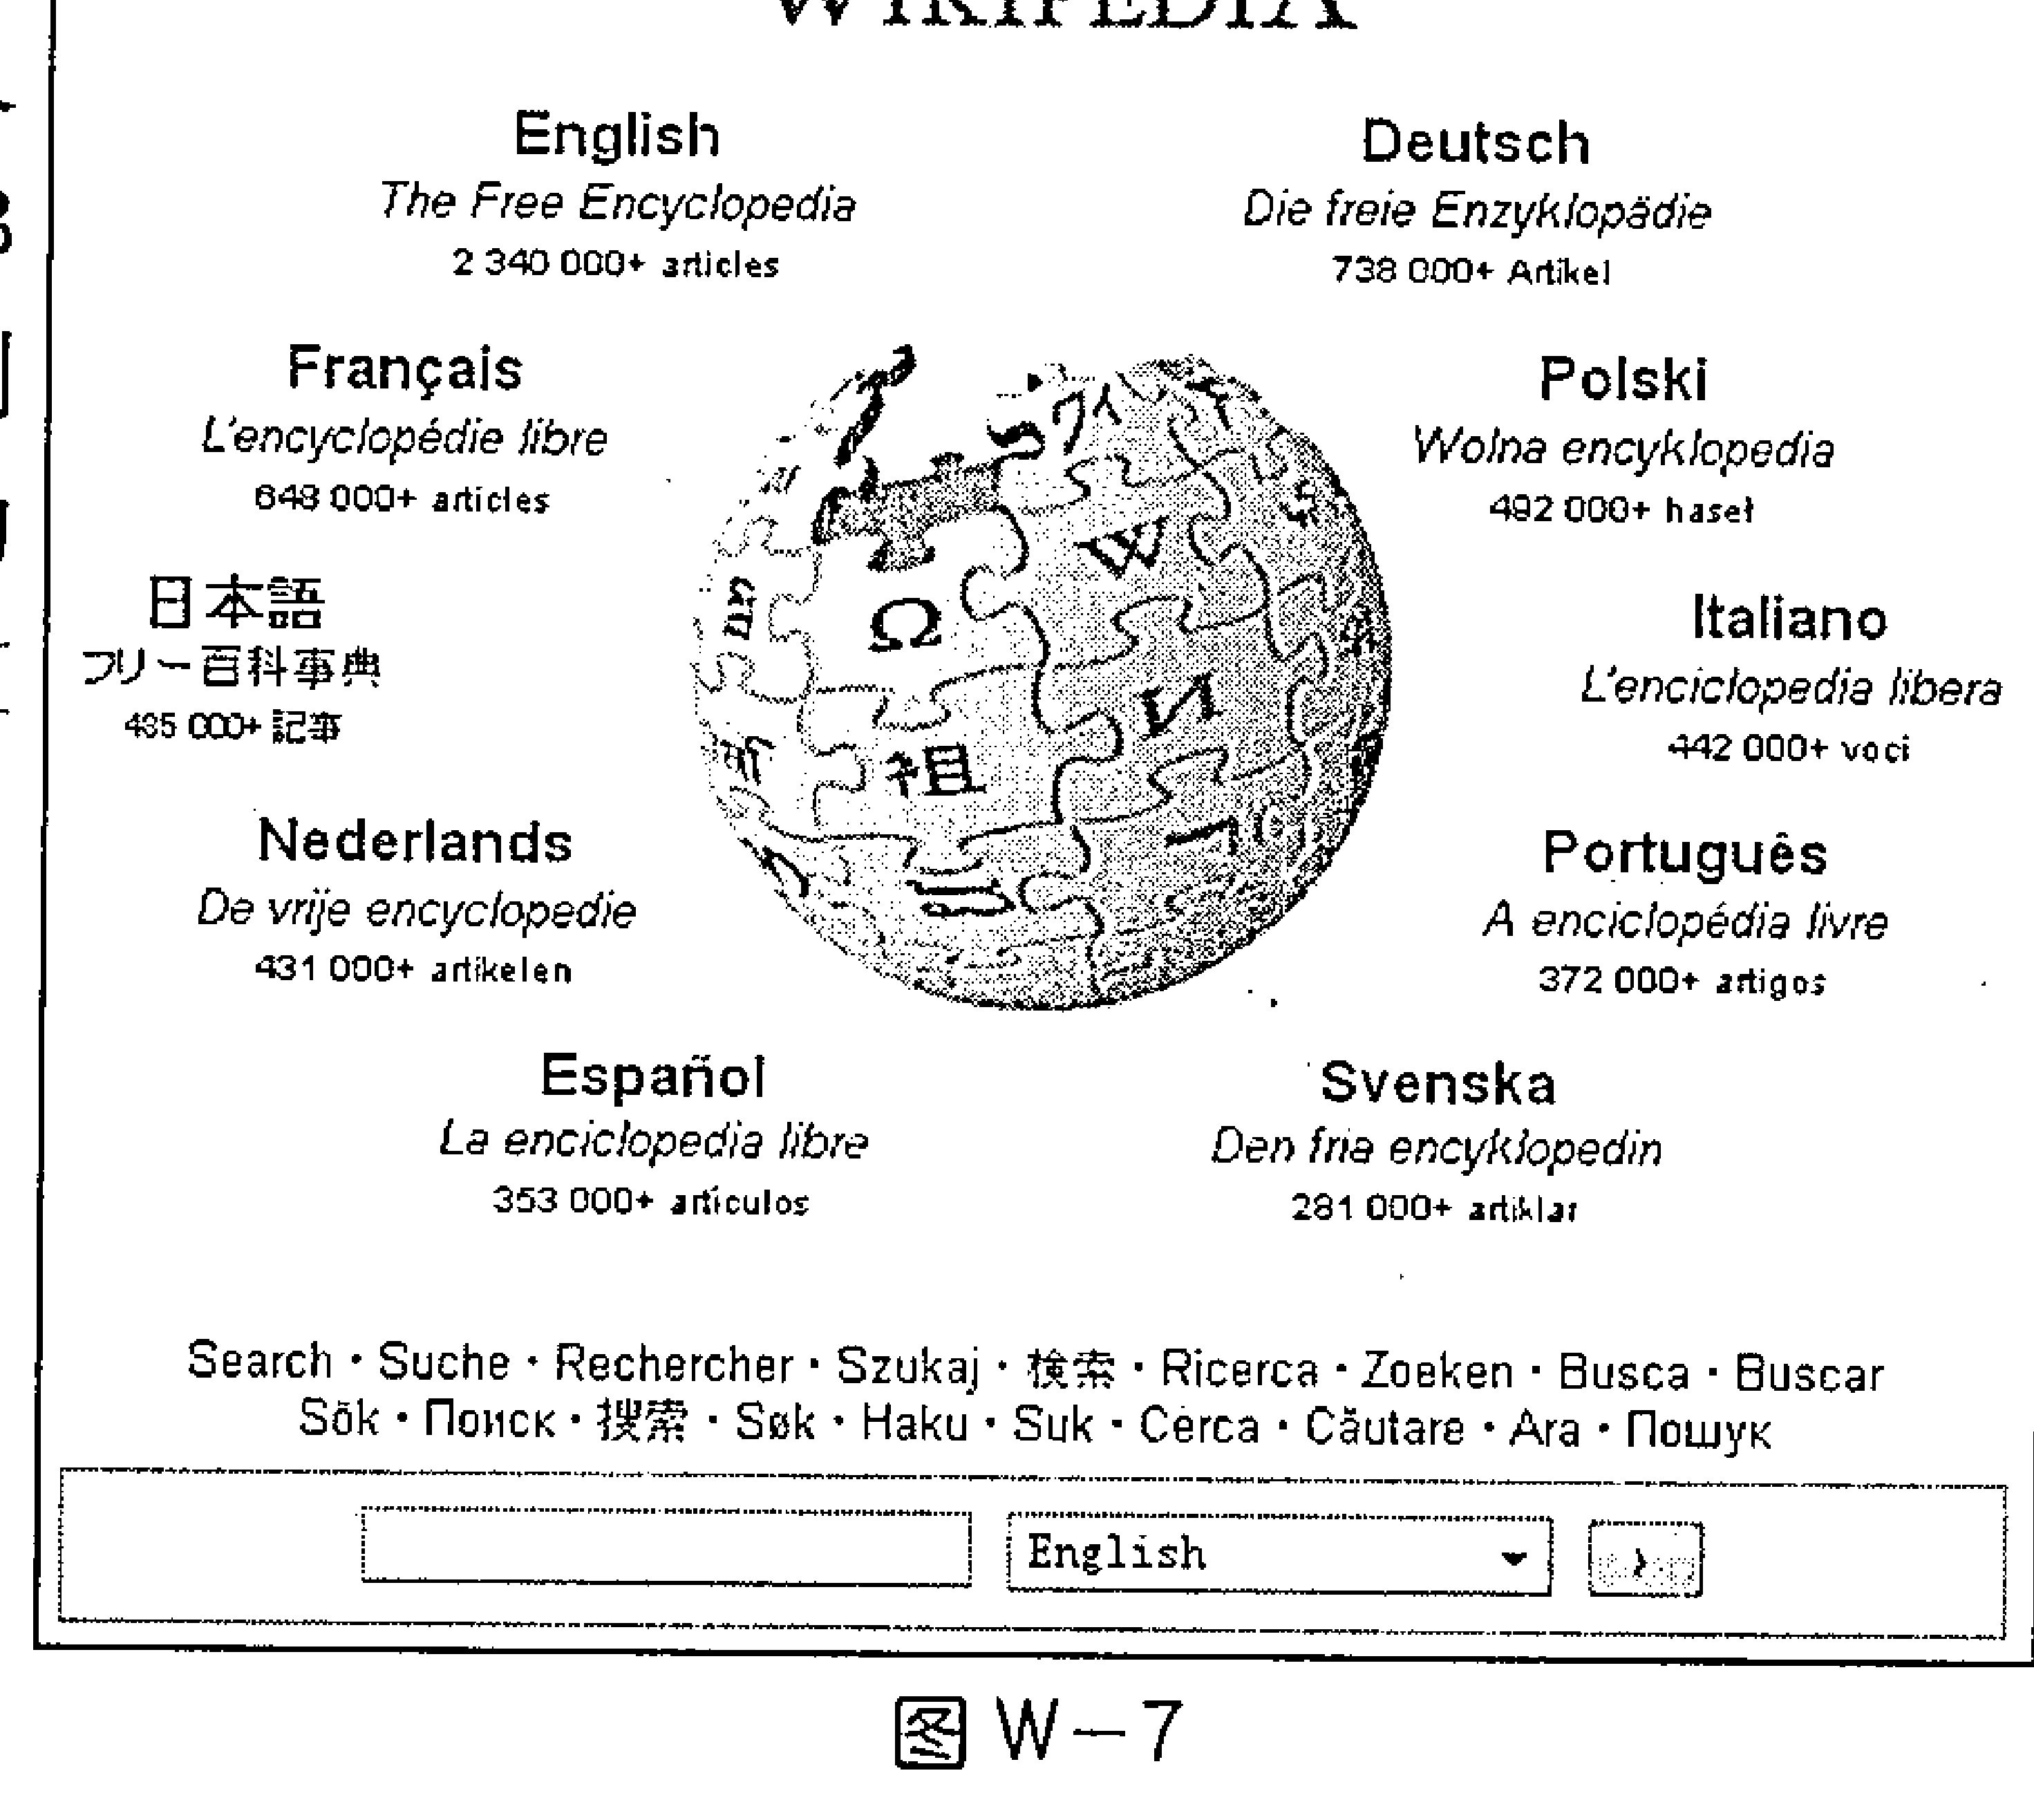 WIKIPEDIA
English
The Free Encyclopedia
2 340 000+ articles
Deutsch
Die freie Enzyklopädie
738 000+ Artikel
Français
L'encyclopédie libre
648 000+ articles
Polski
Wolna encyklopedia
492 000+ haseł
日本語
フリー百科事典
485 000+ 記事
Italiano
L'enciclopedia libera
442 000+ voci
Nederlands
De vrije encyclopedie
431 000+ artikelen
Português
A enciclopédia livre
372 000+ artigos
Español
La enciclopedia libre
353 000+ artículos
Svenska
Den fria encyklopedin
281 000+ artiklar
Ω
W
И
祖
Search · Suche · Rechercher · Szukaj · 検索 · Ricerca · Zoeken · Busca · Buscar
Sök · Поиск · 搜索 · Søk · Haku · Suk · Cerca · Căutare · Ara · Пошук
English
图 W－7